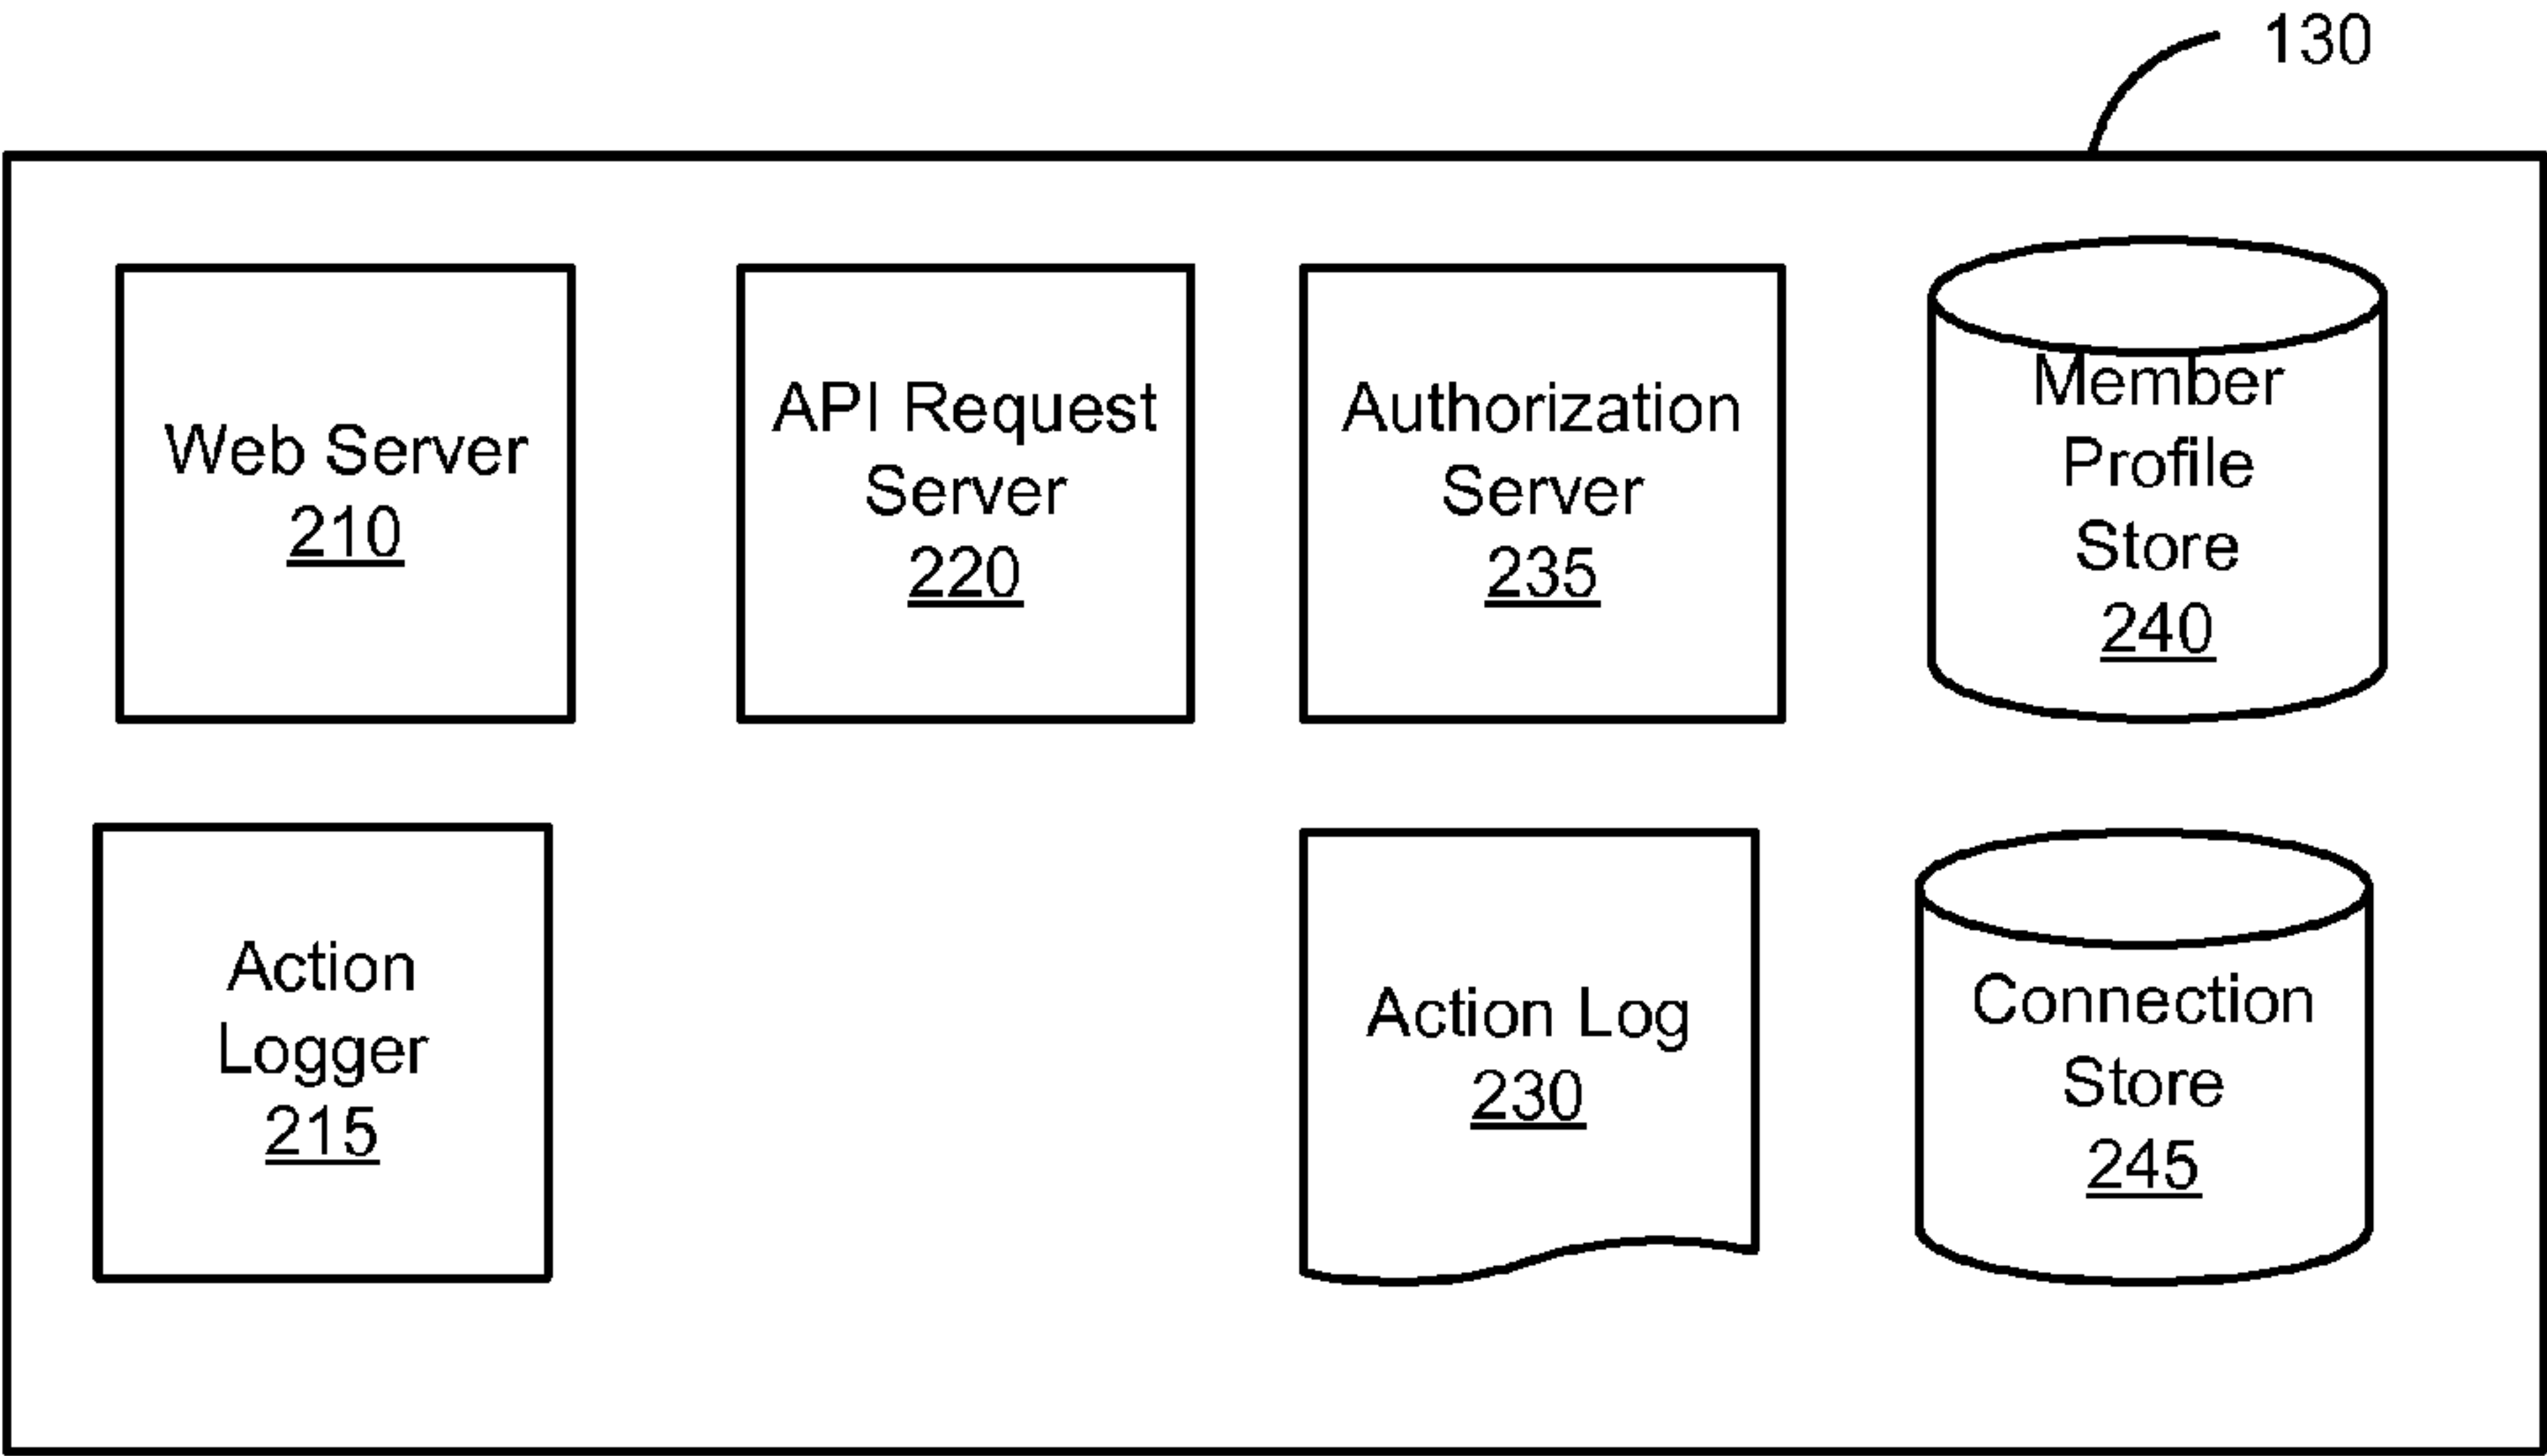 130
Web Server
210
API Request
Server
220
Authorization
Server
235
Member
Profile
Store
240
Action
Logger
215
Action Log
230
Connection
Store
245